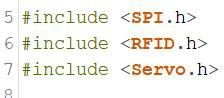 5 #include <SPI.h>
6 #include <RFID.h>
7 #include <Servo.h>
8